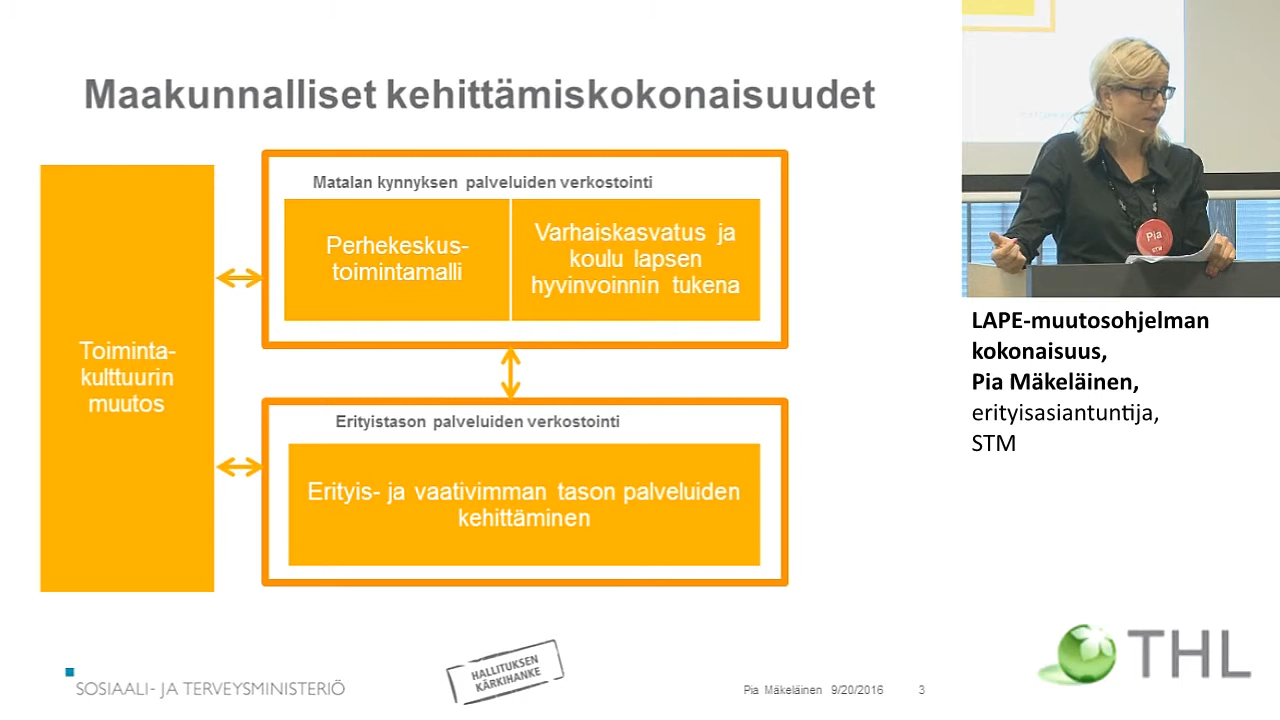 Maakunnalliset kehittämiskokonaisuudet
Toiminta-
kulttuurin
muutos
Matalan kynnyksen palveluiden verkostointi
Perhekeskus-
toimintamalli
Varhaiskasvatus ja
koulu lapsen
hyvinvoinnin tukena
Erityistason palveluiden verkostointi
Erityis- ja vaativimman tason palveluiden
kehittäminen
SOSIAALI- JA TERVEYSMINISTERIÖ
HALLITUKSEN
KÄRKIHANKE
Pia Mäkeläinen 9/20/2016 3
Pia
STM
LAPE-muutosohjelman
kokonaisuus,
Pia Mäkeläinen,
erityisasiantuntija,
STM
THL